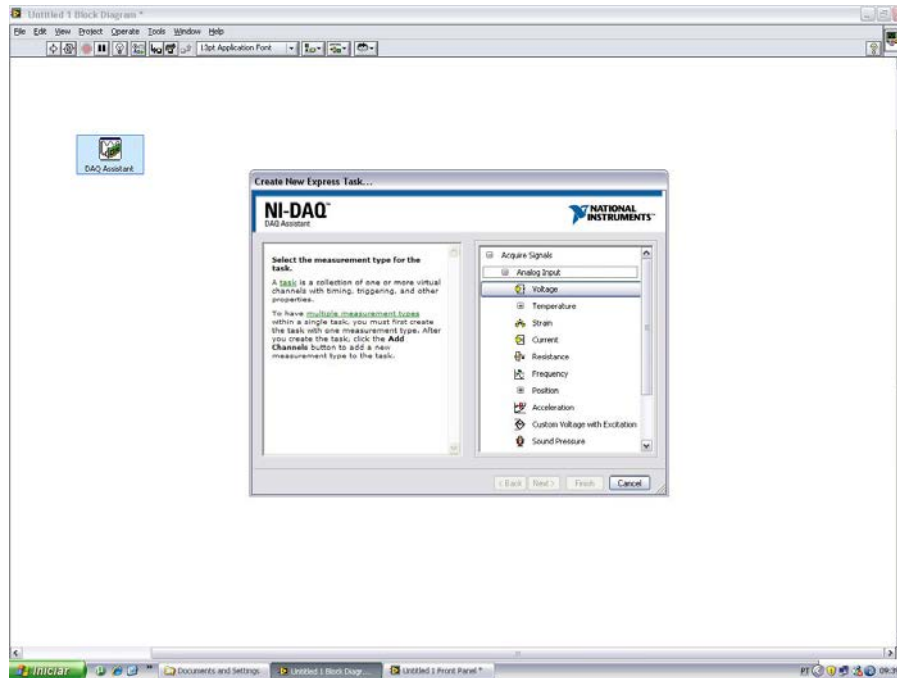 Untitled 1 Block Diagram *
File Edit View Project Operate Tools Window Help
13pt Application Font
DAQ Assistant
Create New Express Task...
NI-DAQ™
DAQ Assistant
NATIONAL
INSTRUMENTS™
Select the measurement type for the
task.
A task is a collection of one or more virtual
channels with timing, triggering, and other
properties.
To have multiple measurement types
within a single task, you must first create
the task with one measurement type. After
you create the task, click the Add
Channels button to add a new
measurement type to the task.
Acquire Signals
Analog Input
Voltage
Temperature
Strain
Current
Resistance
Frequency
Position
Acceleration
Custom Voltage with Excitation
Sound Pressure
< Back Next > Finish Cancel
Iniciar Documents and Settings Untitled 1 Block Diagr... Untitled 1 Front Panel * PT